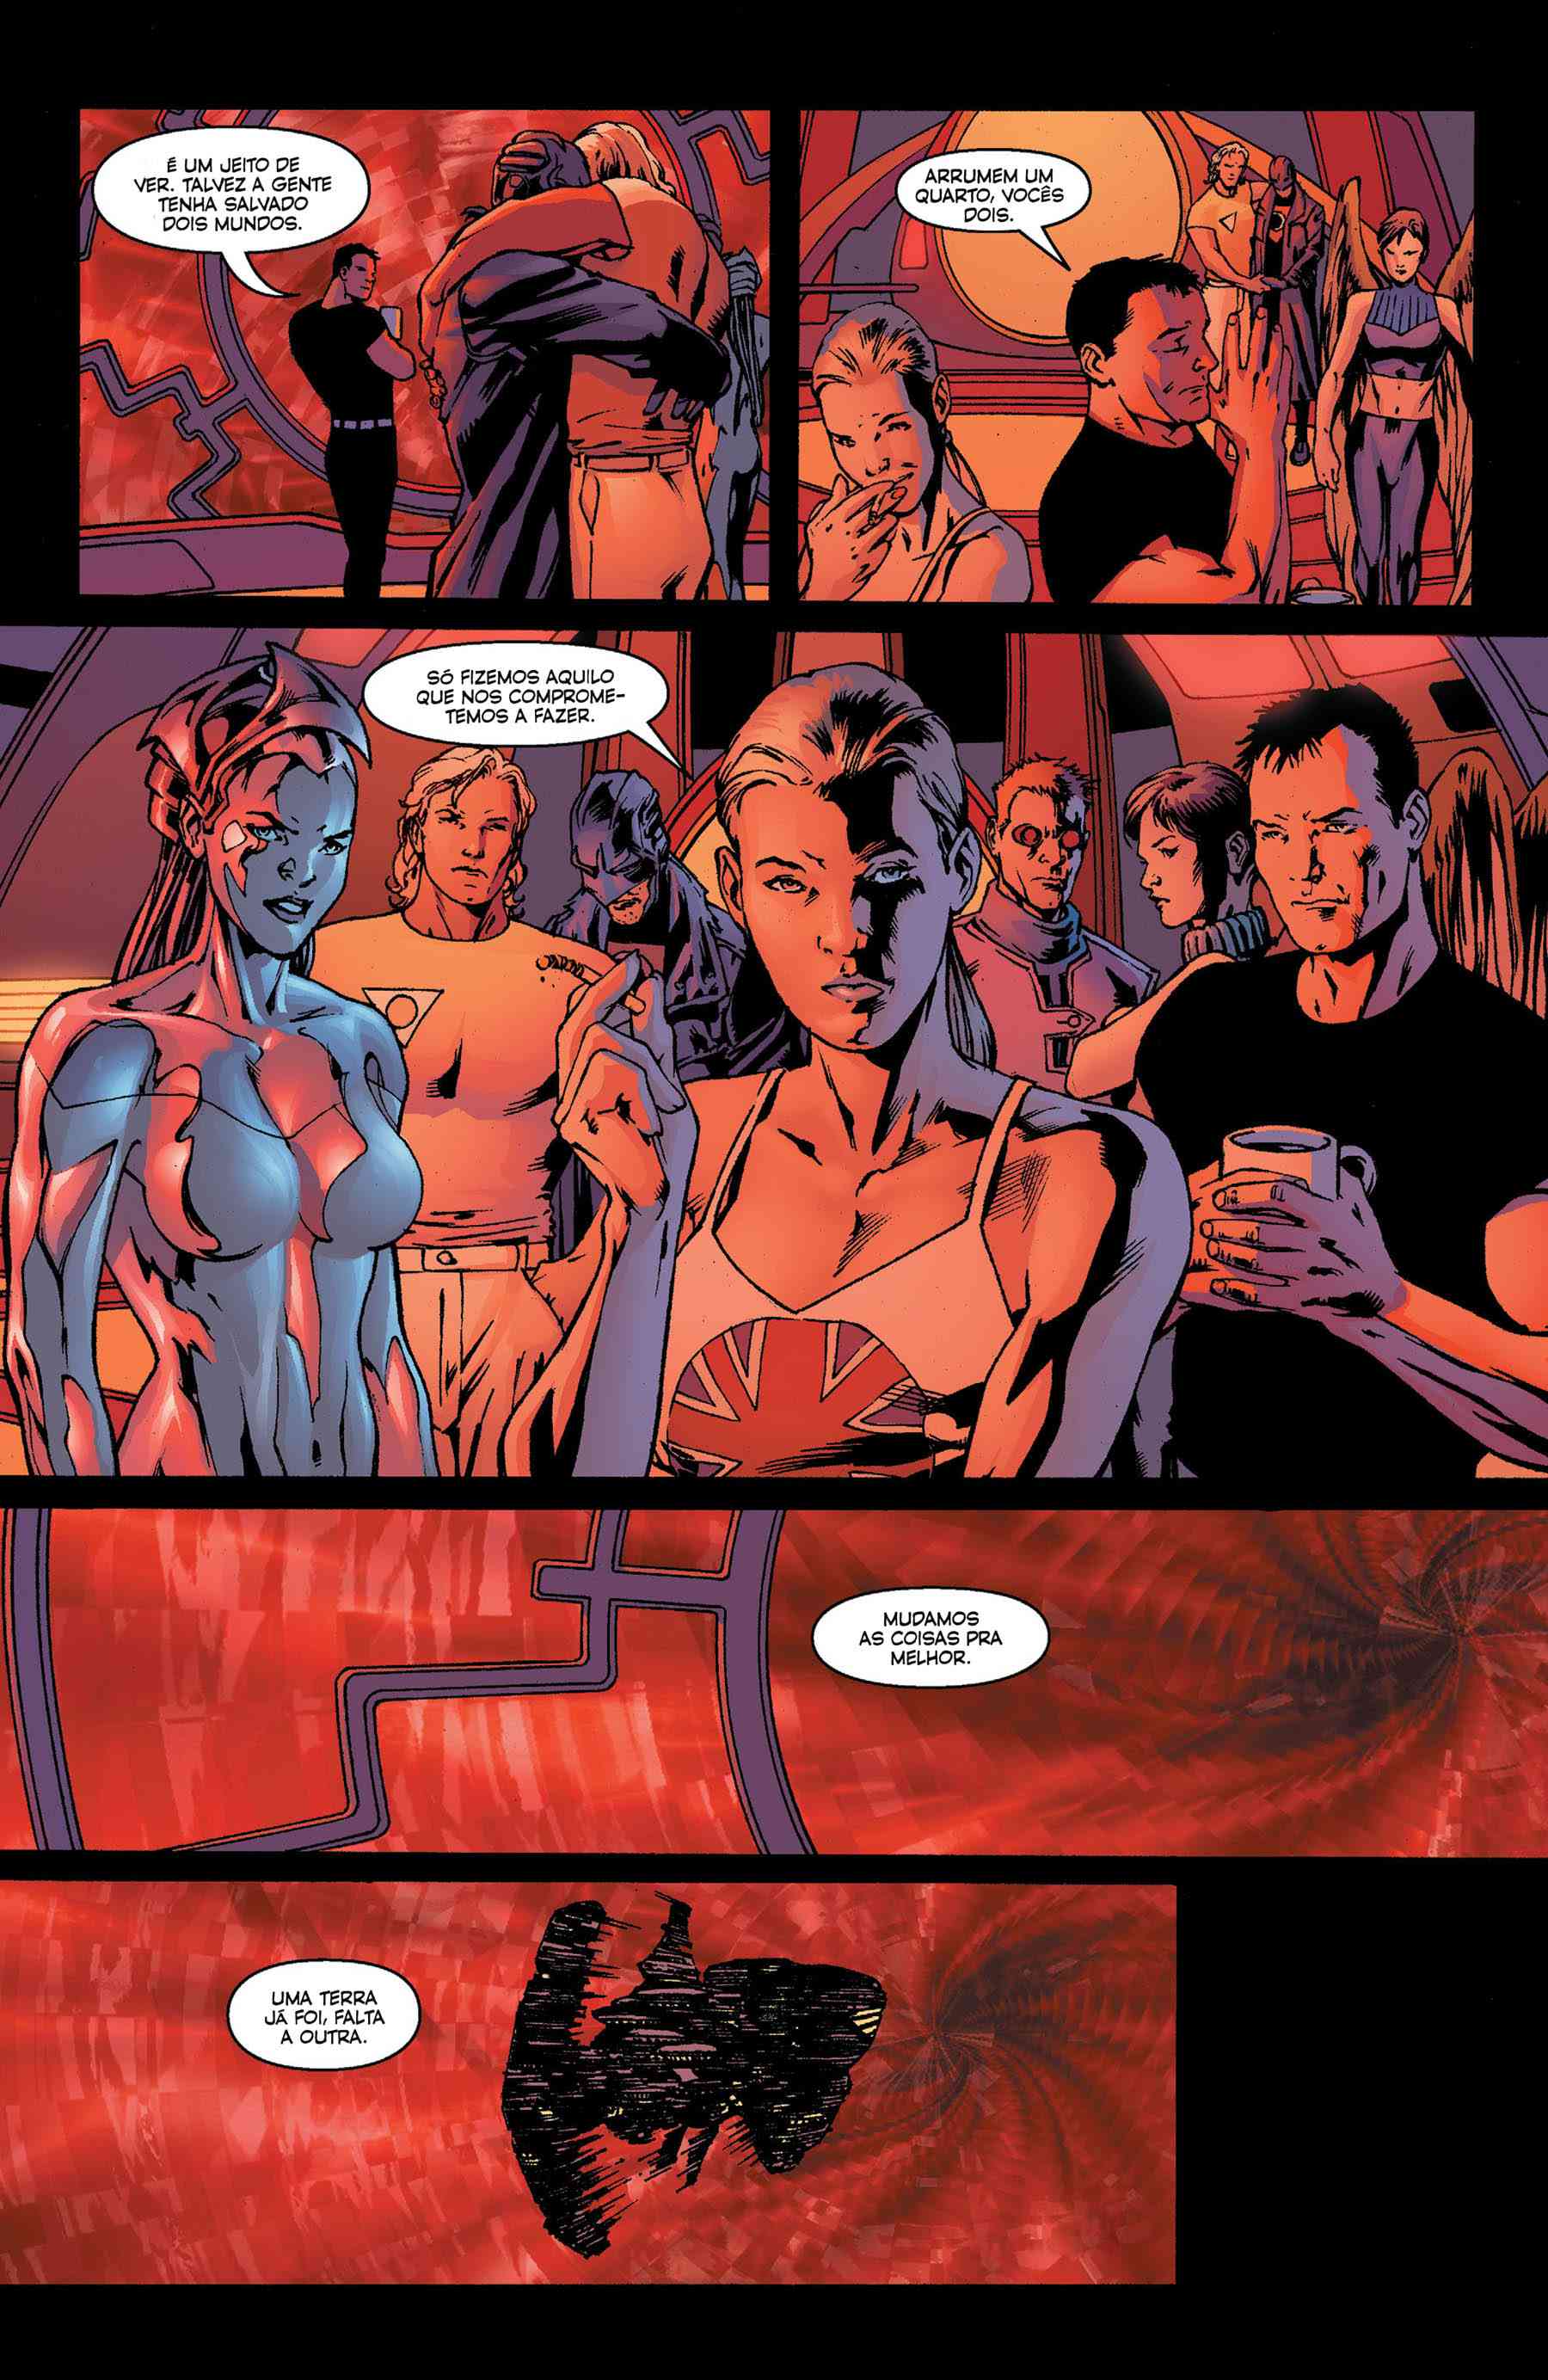 É UM JEITO DE
VER. TALVEZ A GENTE
TENHA SALVADO
DOIS MUNDOS.
ARRUMEM UM
QUARTO, VOCÊS
DOIS.
SÓ FIZEMOS AQUILO
QUE NOS COMPROME-
TEMOS A FAZER.
MUDAMOS
AS COISAS PRA
MELHOR.
UMA TERRA
JÁ FOI, FALTA
A OUTRA.